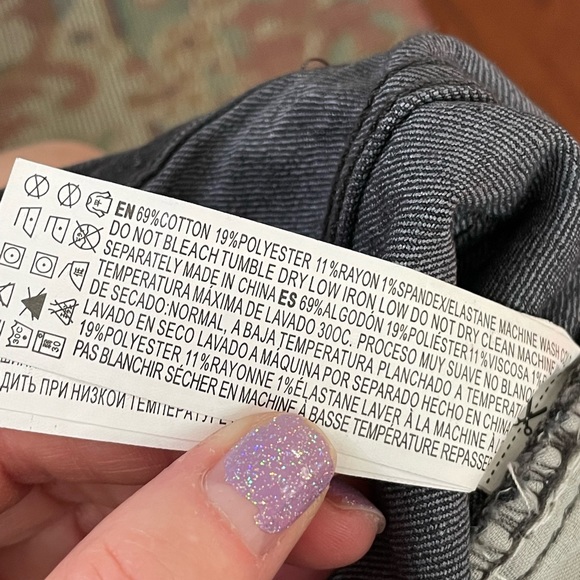 EN 69%COTTON 19%POLYESTER 11%RAYON 1%SPANDEX/ELASTANE MACHINE WASH
DO NOT BLEACH TUMBLE DRY LOW IRON LOW DO NOT DRY CLEAN MACHINE
SEPARATELY MADE IN CHINA ES 69%ALGODÓN 19%POLIÉSTER 11%VISCOSA
TEMPERATURA MÁXIMA DE LAVADO 30OC. PROCESO MUY SUAVE NO BLANQ
DE SECADO:NORMAL, A BAJA TEMPERATURA PLANCHADO A TEMPERAT
LAVADO EN SECO LAVADO A MÁQUINA POR SEPARADO HECHO EN CHIN
19%POLYESTER 11%RAYONNE 1%ÉLASTANE LAVER À LA MACHINE À
PAS BLANCHIR SÉCHER EN MACHINE À BASSE TEMPÉRATURE REPASSE
ДИТЬ ПРИ НИЗКОЙ ТЕМПЕРАТУ